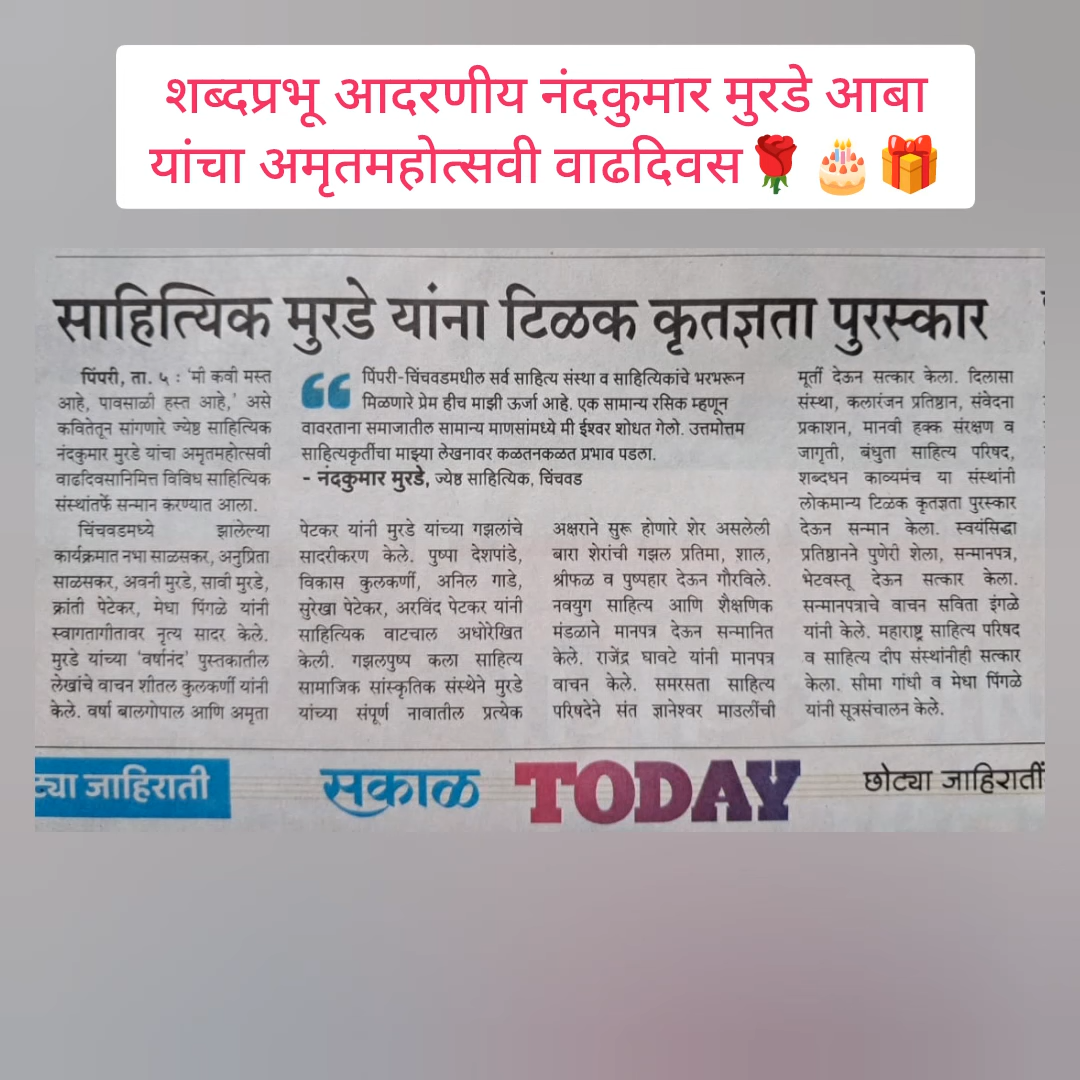 शब्दप्रभू आदरणीय नंदकुमार मुरडे आबा
यांचा अमृतमहोत्सवी वाढदिवस🌹🎂🎁
साहित्यिक मुरडे यांना टिळक कृतज्ञता पुरस्कार
पिंपरी, ता. ५ : 'मी कवी मस्त
आहे, पावसाळी हस्त आहे,' असे
कवितेतून सांगणारे ज्येष्ठ साहित्यिक
नंदकुमार मुरडे यांचा अमृतमहोत्सवी
वाढदिवसानिमित्त विविध साहित्यिक
संस्थांतर्फे सन्मान करण्यात आला.
चिंचवडमध्ये झालेल्या
कार्यक्रमात नभा साळसकर, अनुप्रिता
साळसकर, अवनी मुरडे, सावी मुरडे,
क्रांती पेटेकर, मेधा पिंगळे यांनी
स्वागतागीतावर नृत्य सादर केले.
मुरडे यांच्या 'वर्षानंद' पुस्तकातील
लेखांचे वाचन शीतल कुलकर्णी यांनी
केले. वर्षा बालगोपाल आणि अमृता
❝ पिंपरी-चिंचवडमधील सर्व साहित्य संस्था व साहित्यिकांचे भरभरून
मिळणारे प्रेम हीच माझी ऊर्जा आहे. एक सामान्य रसिक म्हणून
वावरताना समाजातील सामान्य माणसांमध्ये मी ईश्वर शोधत गेलो. उत्तमोत्तम
साहित्यकृतींचा माझ्या लेखनावर कळतनकळत प्रभाव पडला.
- नंदकुमार मुरडे, ज्येष्ठ साहित्यिक, चिंचवड
पेटकर यांनी मुरडे यांच्या गझलांचे
सादरीकरण केले. पुष्पा देशपांडे,
विकास कुलकर्णी, अनिल गाडे,
सुरेखा पेटेकर, अरविंद पेटकर यांनी
साहित्यिक वाटचाल अधोरेखित
केली. गझलपुष्प कला साहित्य
सामाजिक सांस्कृतिक संस्थेने मुरडे
यांच्या संपूर्ण नावातील प्रत्येक
अक्षराने सुरू होणारे शेर असलेली
बारा शेरांची गझल प्रतिमा, शाल,
श्रीफळ व पुष्पहार देऊन गौरविले.
नवयुग साहित्य आणि शैक्षणिक
मंडळाने मानपत्र देऊन सन्मानित
केले. राजेंद्र घावटे यांनी मानपत्र
वाचन केले. समरसता साहित्य
परिषदेने संत ज्ञानेश्वर माउलींची
मूर्ती देऊन सत्कार केला. दिलासा
संस्था, कलारंजन प्रतिष्ठान, संवेदना
प्रकाशन, मानवी हक्क संरक्षण व
जागृती, बंधुता साहित्य परिषद,
शब्दधन काव्यमंच या संस्थांनी
लोकमान्य टिळक कृतज्ञता पुरस्कार
देऊन सन्मान केला. स्वयंसिद्धा
प्रतिष्ठानने पुणेरी शेला, सन्मानपत्र,
भेटवस्तू देऊन सत्कार केला.
सन्मानपत्राचे वाचन सविता इंगळे
यांनी केले. महाराष्ट्र साहित्य परिषद
व साहित्य दीप संस्थांनीही सत्कार
केला. सीमा गांधी व मेधा पिंगळे
यांनी सूत्रसंचालन केले.
ट्या जाहिराती
सकाळ TODAY
छोट्या जाहिरातीं